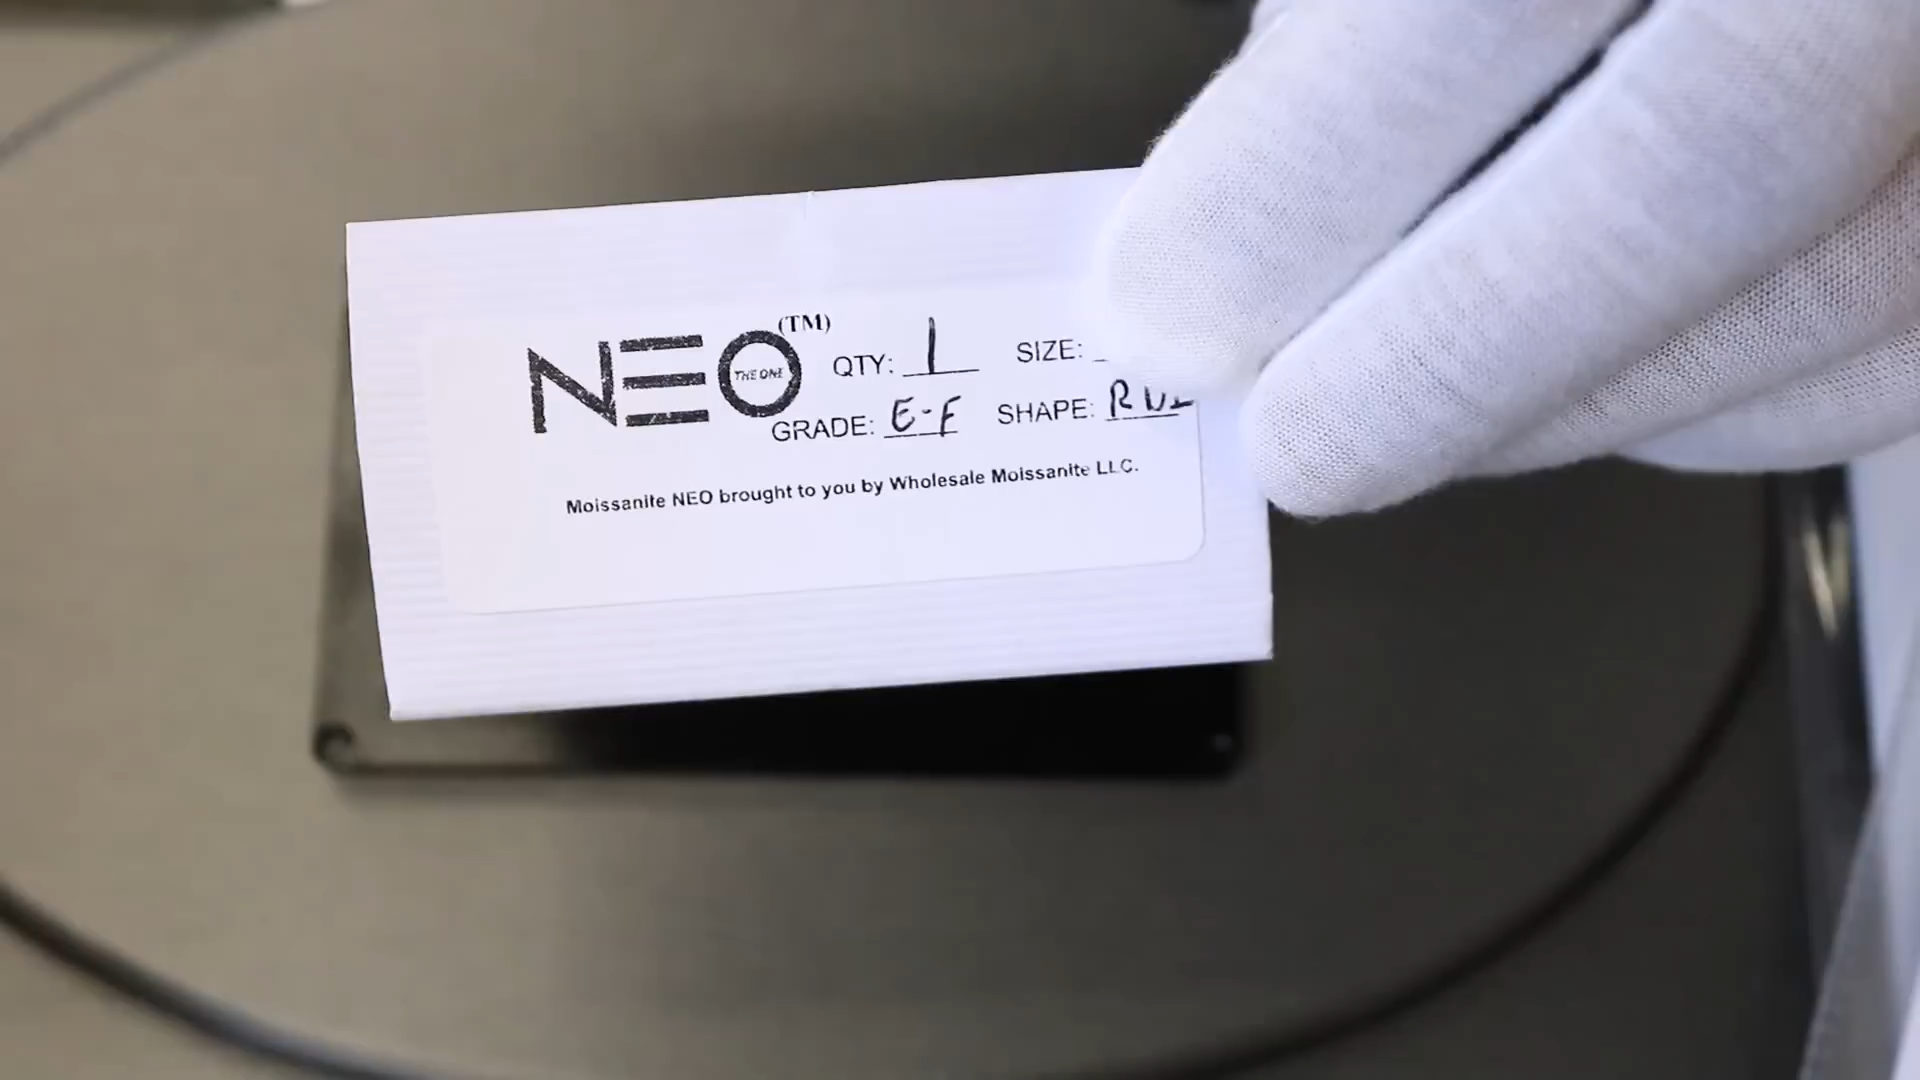 NEO (TM)
THE ONE
QTY: 1 SIZE:
GRADE: E-F SHAPE:
Moissanite NEO brought to you by Wholesale Moissanite LLC.